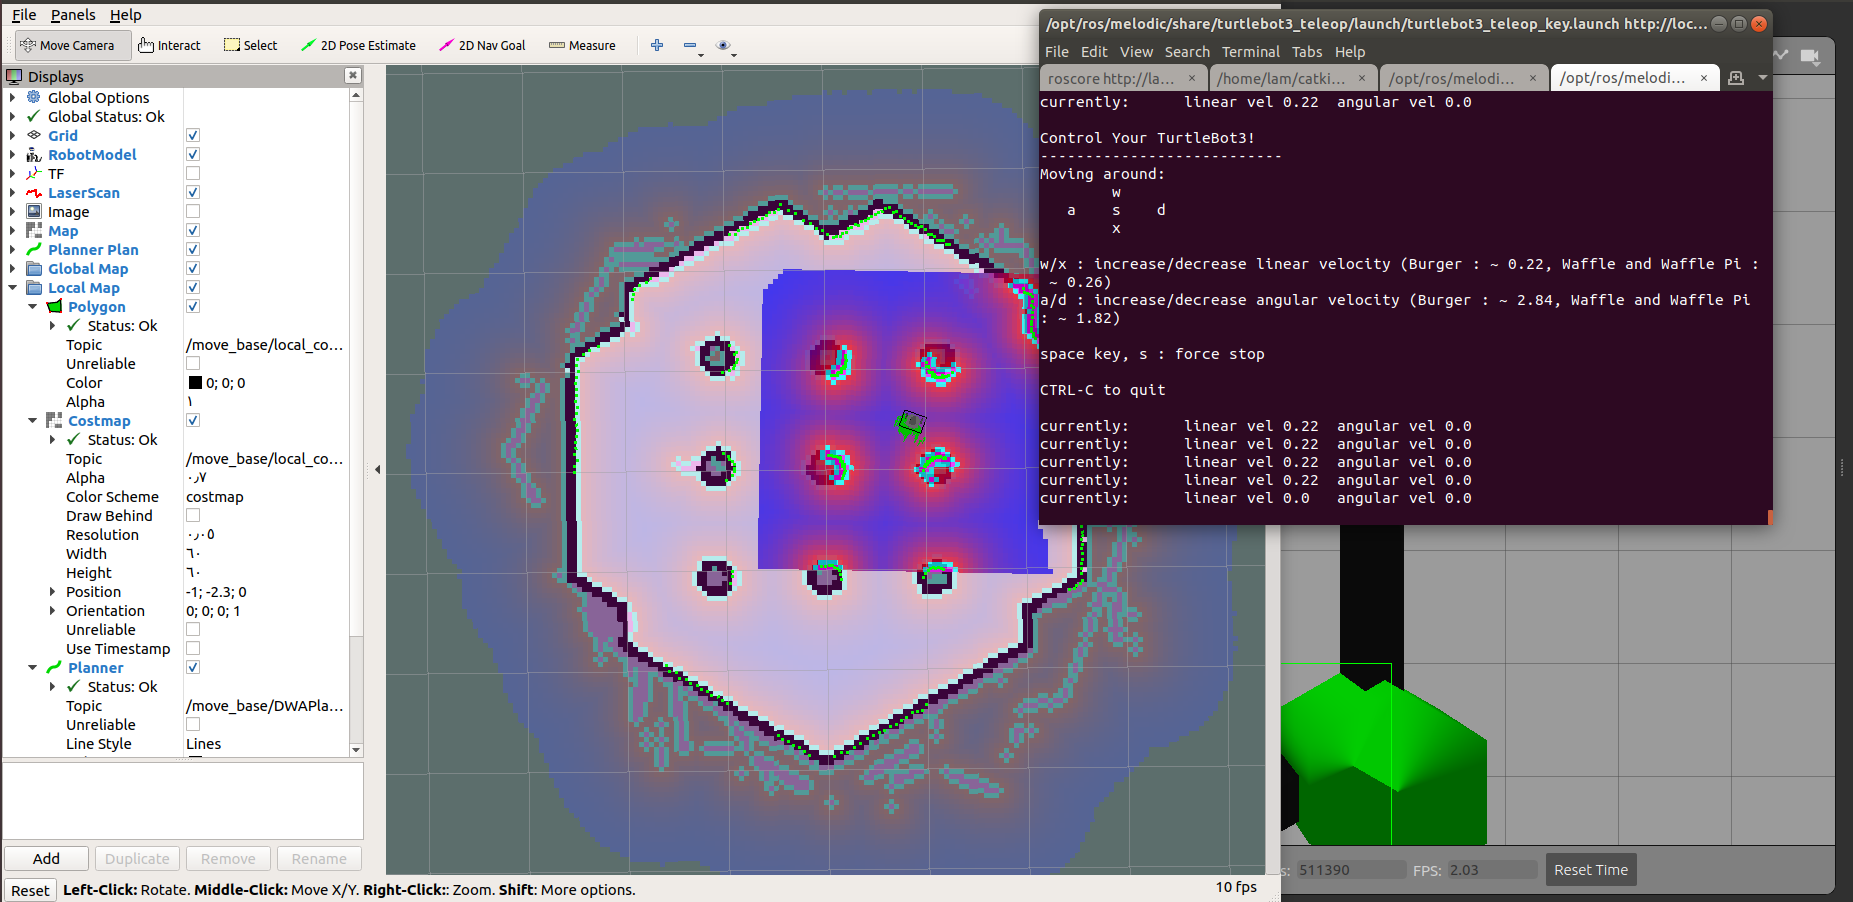 File Panels Help
Move Camera Interact Select 2D Pose Estimate 2D Nav Goal Measure
Displays
Global Options
Global Status: Ok
Grid
RobotModel
TF
LaserScan
Image
Map
Planner Plan
Global Map
Local Map
Polygon
Status: Ok
Topic /move_base/local_co...
Unreliable
Color 0; 0; 0
Alpha ١
Costmap
Status: Ok
Topic /move_base/local_co...
Alpha ٠٫٧
Color Scheme costmap
Draw Behind
Resolution ٠٫٠٥
Width ٦٠
Height ٦٠
Position -1; -2.3; 0
Orientation 0; 0; 0; 1
Unreliable
Use Timestamp
Planner
Status: Ok
Topic /move_base/DWAPla...
Unreliable
Line Style Lines
Add Duplicate Remove Rename
Reset Left-Click: Rotate. Middle-Click: Move X/Y. Right-Click:: Zoom. Shift: More options.
10 fps
/opt/ros/melodic/share/turtlebot3_teleop/launch/turtlebot3_teleop_key.launch http://loc...
File Edit View Search Terminal Tabs Help
roscore http://la... × /home/lam/catki... × /opt/ros/melodi... × /opt/ros/melodi... ×
currently: linear vel 0.22 angular vel 0.0
Control Your TurtleBot3!
---------------------------
Moving around:
w
a s d
x
w/x : increase/decrease linear velocity (Burger : ~ 0.22, Waffle and Waffle Pi :
~ 0.26)
a/d : increase/decrease angular velocity (Burger : ~ 2.84, Waffle and Waffle Pi
: ~ 1.82)
space key, s : force stop
CTRL-C to quit
currently: linear vel 0.22 angular vel 0.0
currently: linear vel 0.22 angular vel 0.0
currently: linear vel 0.22 angular vel 0.0
currently: linear vel 0.22 angular vel 0.0
currently: linear vel 0.0 angular vel 0.0
s: 511390 FPS: 2.03 Reset Time